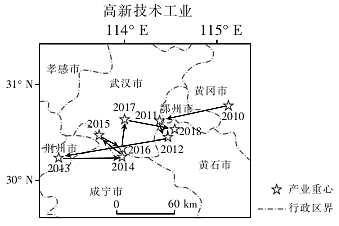 高新技术工业
114° E 115° E
孝感市
武汉市
31° N
黄冈市
2017 2011 鄂州市
2015 2018 2010
荆州市 2016 2012
2013 2014 黄石市
30° N
咸宁市
0 60 km
产业重心
行政区界